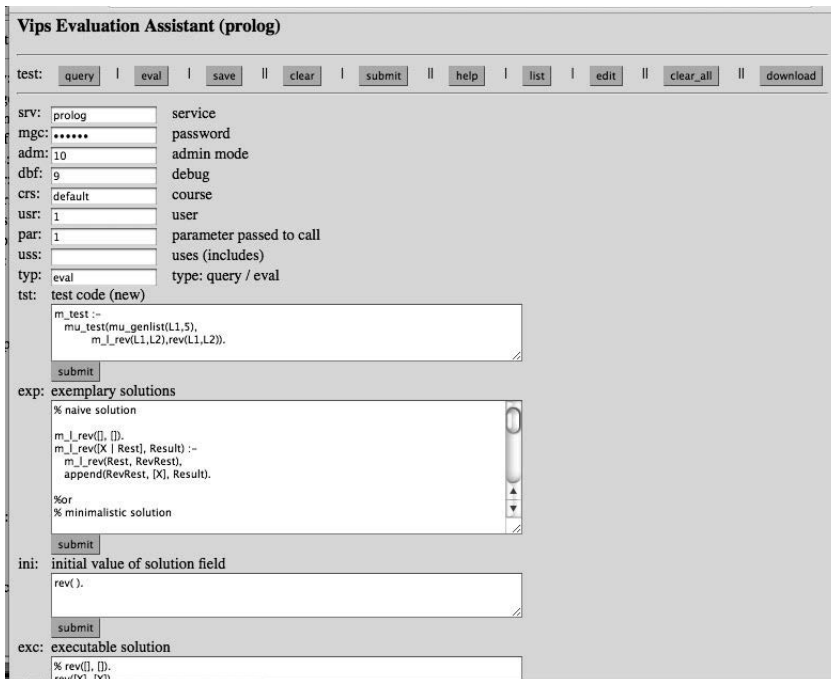 Vips Evaluation Assistant (prolog)
test: query | eval | save || clear | submit || help | list | edit || clear_all || download
srv: prolog service
mgc: •••••• password
adm: 10 admin mode
dbf: 9 debug
crs: default course
usr: 1 user
par: 1 parameter passed to call
uss: uses (includes)
typ: eval type: query / eval
tst: test code (new)
m_test :-
mu_test(mu_genlist(L1,5),
m_l_rev(L1,L2),rev(L1,L2)).
submit
exp: exemplary solutions
% naive solution
m_l_rev([], []).
m_l_rev([X | Rest], Result) :-
m_l_rev(Rest, RevRest),
append(RevRest, [X], Result).
%or
% minimalistic solution
submit
ini: initial value of solution field
rev( ).
submit
exc: executable solution
% rev([], []).
rev([X], [X])